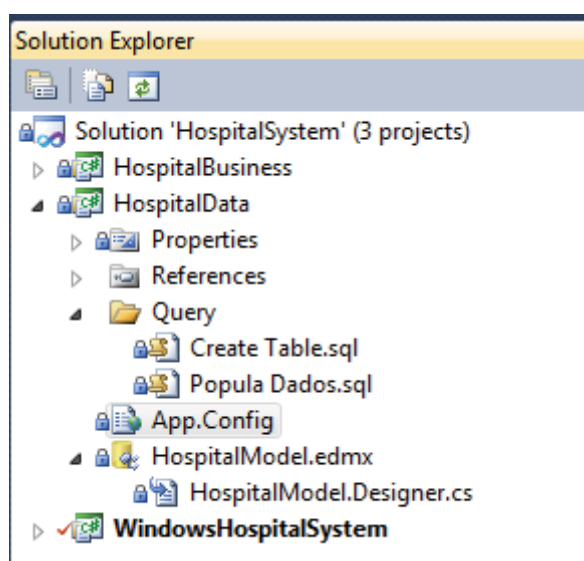 Solution Explorer
Solution 'HospitalSystem' (3 projects)
HospitalBusiness
HospitalData
Properties
References
Query
Create Table.sql
Popula Dados.sql
App.Config
HospitalModel.edmx
HospitalModel.Designer.cs
WindowsHospitalSystem